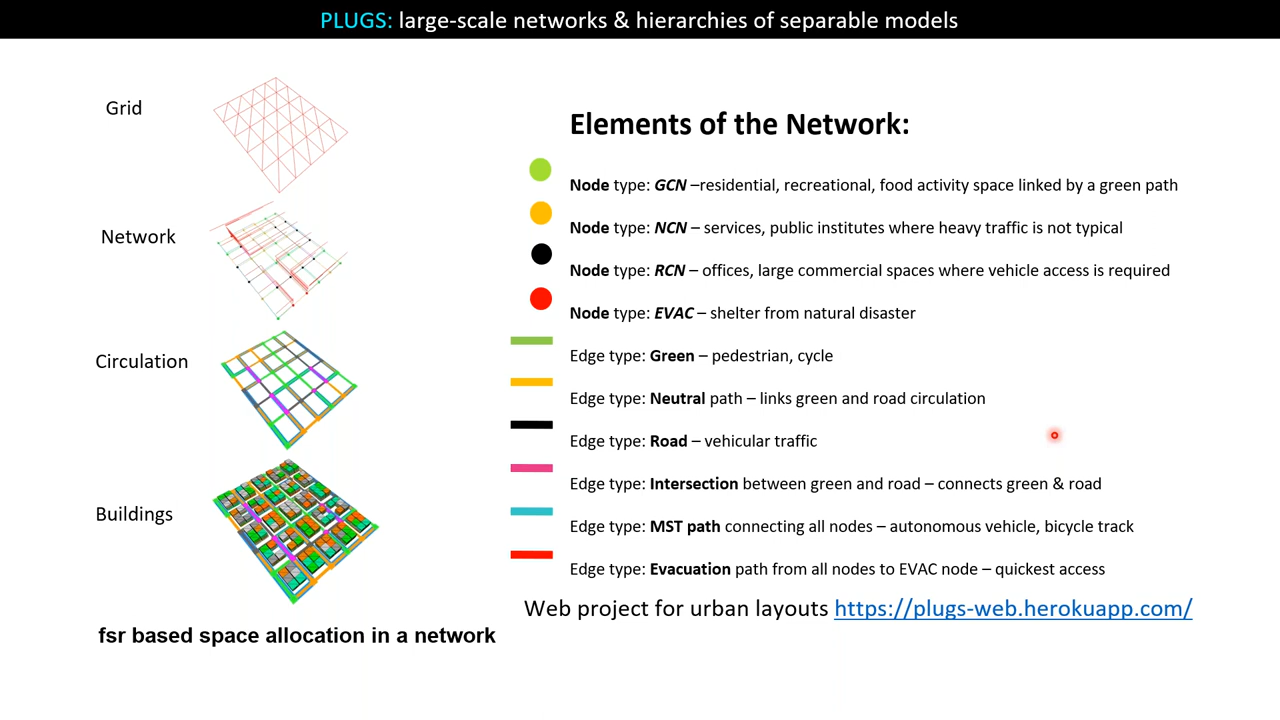 PLUGS: large-scale networks & hierarchies of separable models
Grid
Network
Circulation
Buildings
fsr based space allocation in a network
Elements of the Network:
Node type: GCN –residential, recreational, food activity space linked by a green path
Node type: NCN – services, public institutes where heavy traffic is not typical
Node type: RCN – offices, large commercial spaces where vehicle access is required
Node type: EVAC – shelter from natural disaster
Edge type: Green – pedestrian, cycle
Edge type: Neutral path – links green and road circulation
Edge type: Road – vehicular traffic
Edge type: Intersection between green and road – connects green & road
Edge type: MST path connecting all nodes – autonomous vehicle, bicycle track
Edge type: Evacuation path from all nodes to EVAC node – quickest access
Web project for urban layouts https://plugs-web.herokuapp.com/